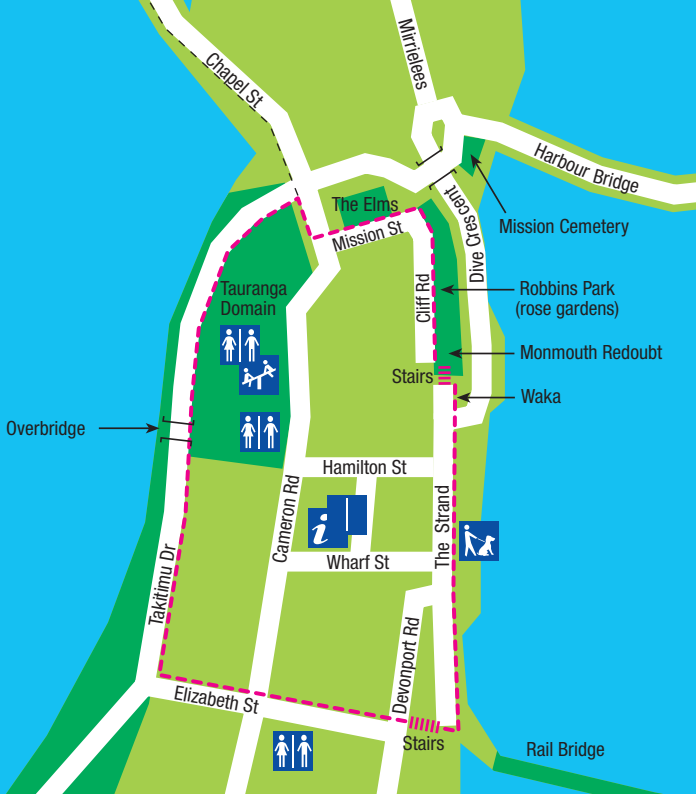 Mirrielees
Chapel St
Harbour Bridge
The Elms
Mission St
Dive Crescent
Mission Cemetery
Tauranga
Domain
Cliff Rd
Robbins Park
(rose gardens)
Monmouth Redoubt
Stairs
Waka
Overbridge
Hamilton St
Cameron Rd
i
The Strand
Wharf St
Takitimu Dr
Devonport Rd
Elizabeth St
Stairs
Rail Bridge